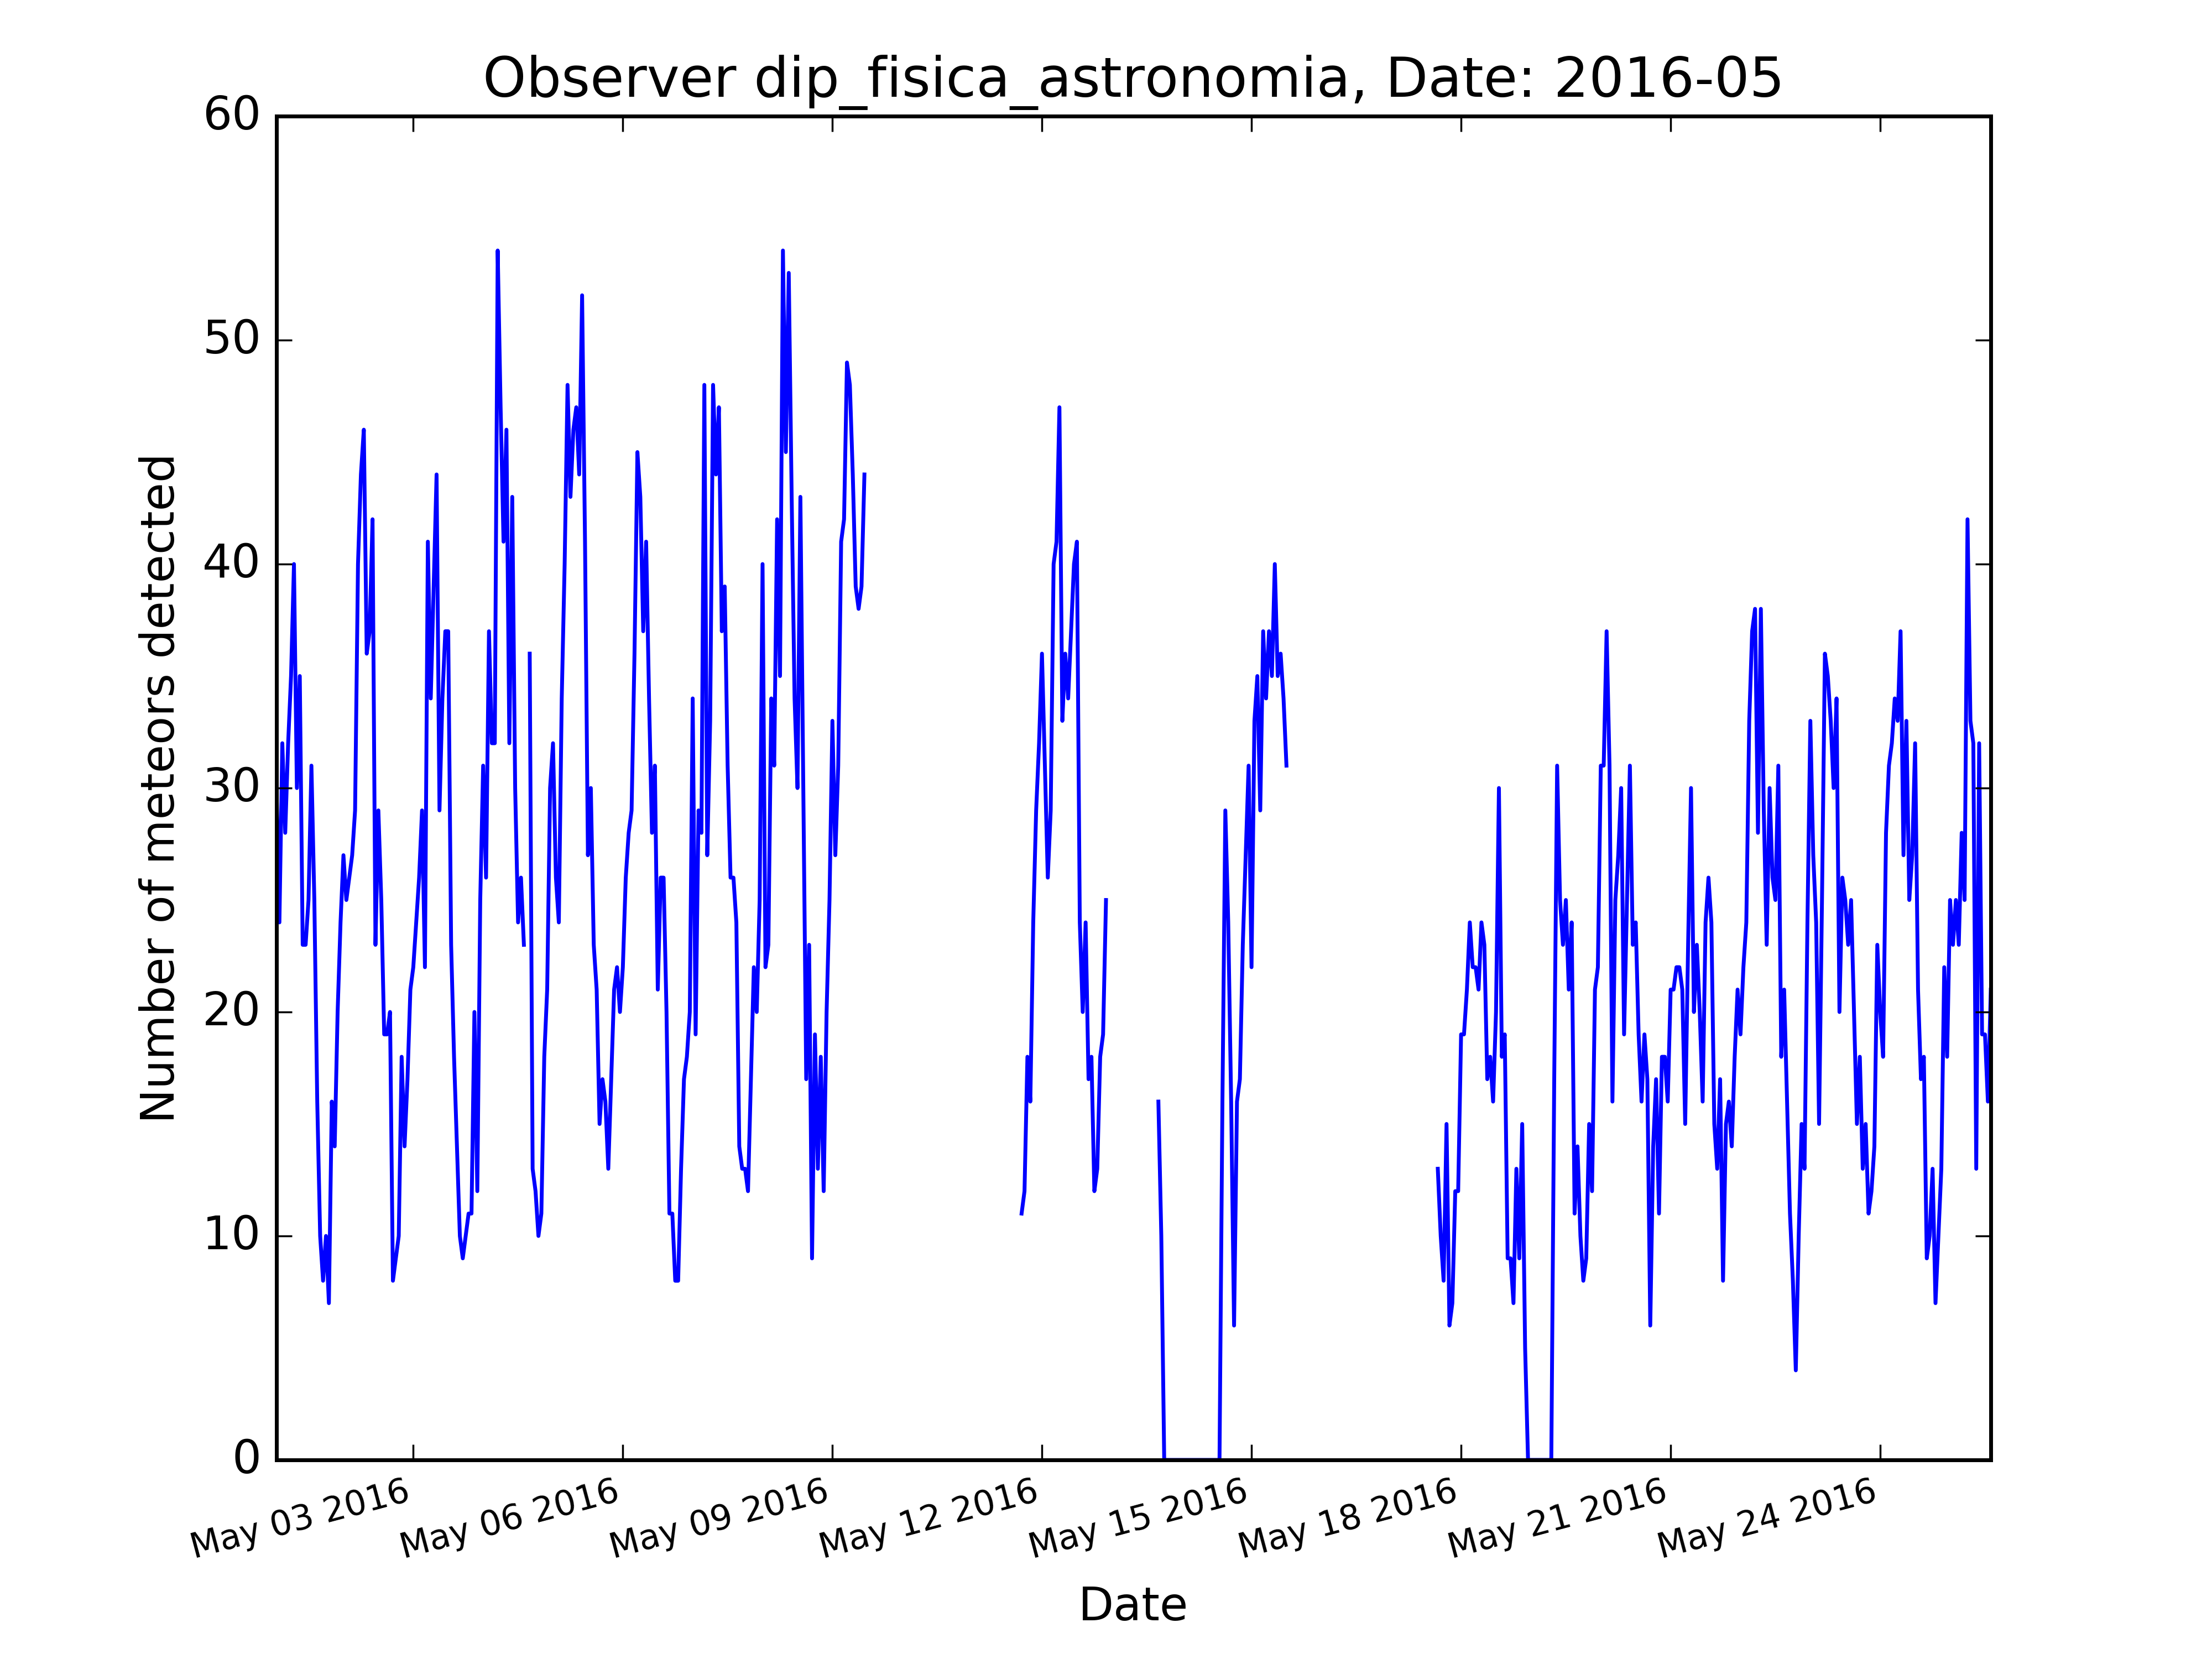 Observer dip_fisica_astronomia, Date: 2016-05
60
50
40
30
20
10
0
Number of meteors detected
May 03 2016
May 06 2016
May 09 2016
May 12 2016
May 15 2016
May 18 2016
May 21 2016
May 24 2016
Date